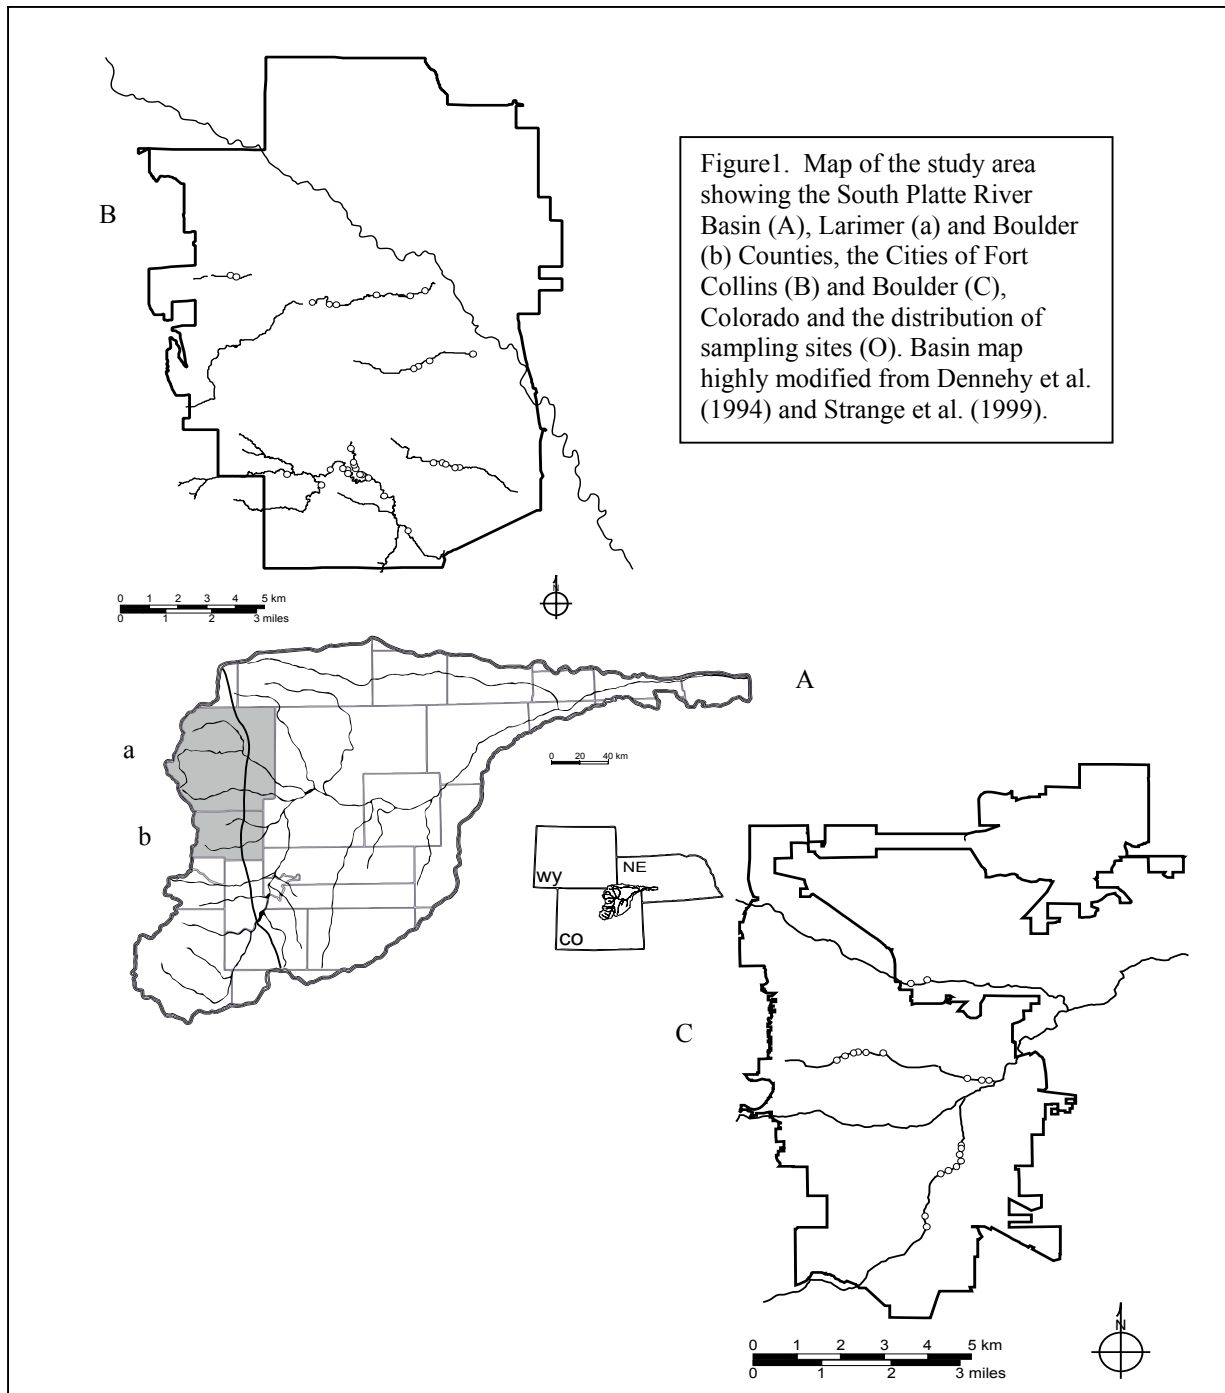 B
Figure1. Map of the study area
showing the South Platte River
Basin (A), Larimer (a) and Boulder
(b) Counties, the Cities of Fort
Collins (B) and Boulder (C),
Colorado and the distribution of
sampling sites (O). Basin map
highly modified from Dennehy et al.
(1994) and Strange et al. (1999).
0 1 2 3 4 5 km
0 1 2 3 miles
N
A
a
b
0 20 40 km
wy
NE
CO
C
0 1 2 3 4 5 km
0 1 2 3 miles
N